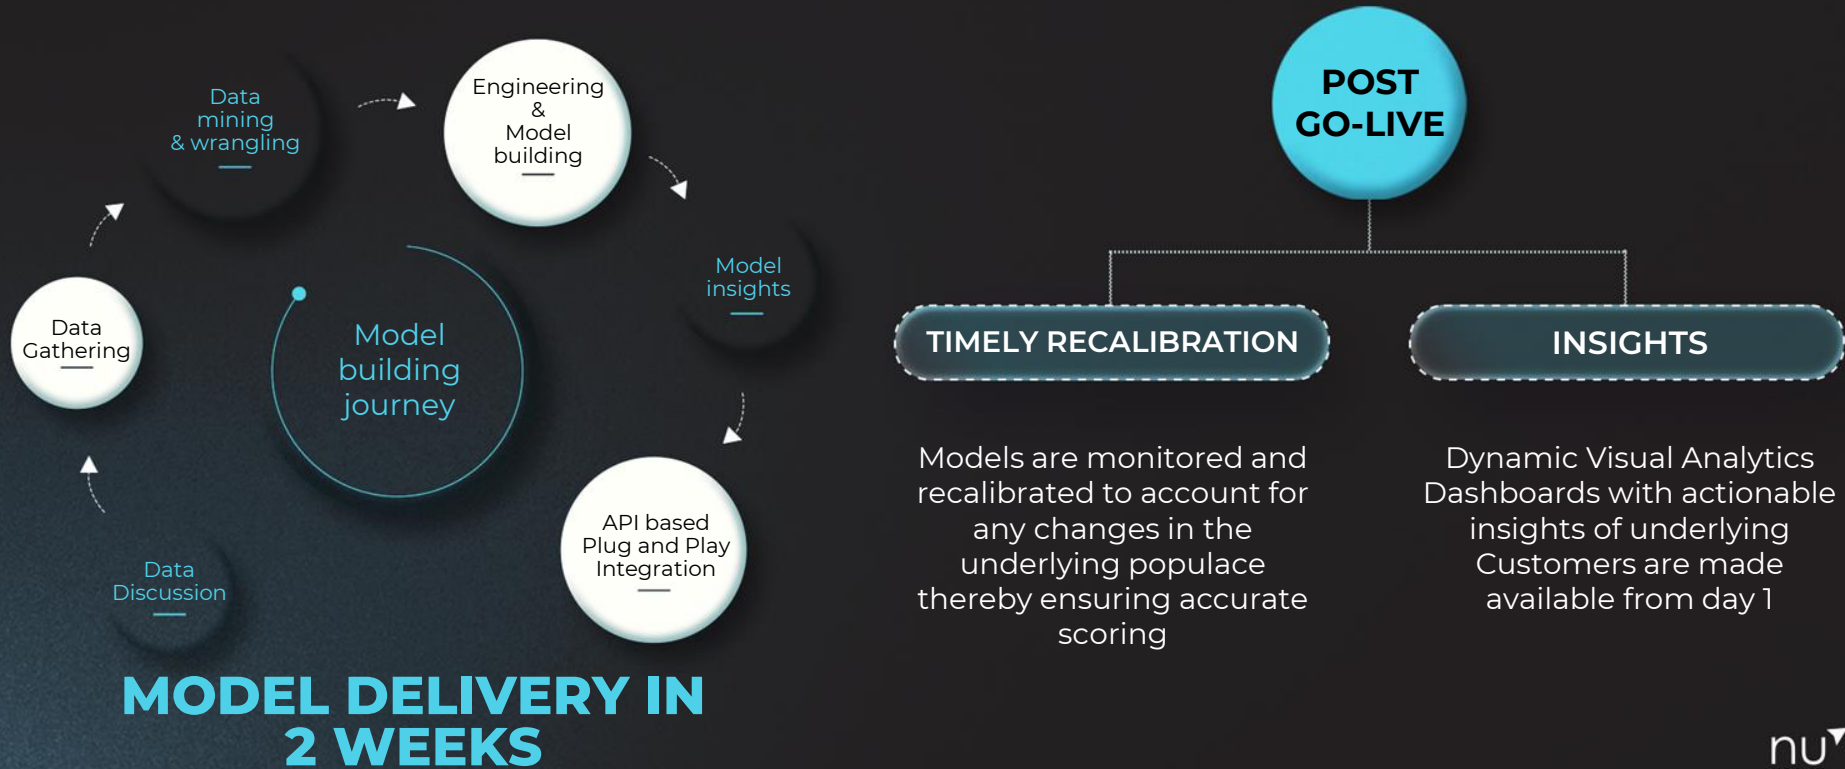 Data
mining
& wrangling
Engineering
&
Model
building
Model
insights
Data
Gathering
Model
building
journey
API based
Plug and Play
Integration
Data
Discussion
MODEL DELIVERY IN
2 WEEKS
POST
GO-LIVE
TIMELY RECALIBRATION
Models are monitored and
recalibrated to account for
any changes in the
underlying populace
thereby ensuring accurate
scoring
INSIGHTS
Dynamic Visual Analytics
Dashboards with actionable
insights of underlying
Customers are made
available from day 1
nu